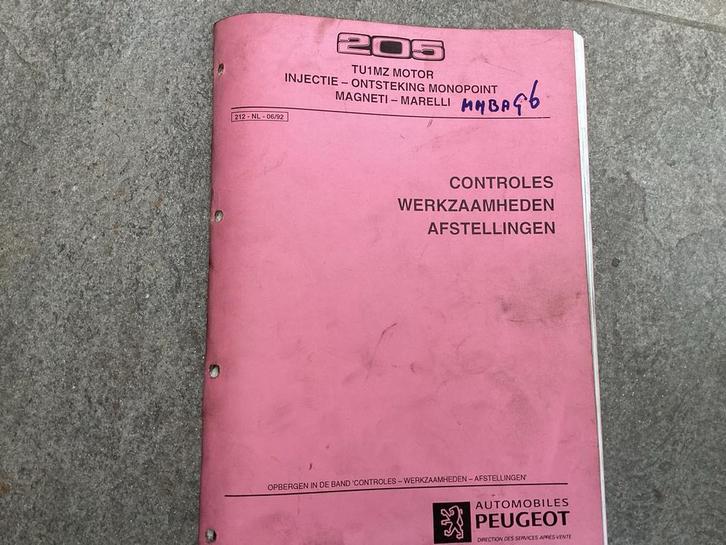 205
TU1MZ MOTOR
INJECTIE – ONTSTEKING MONOPOINT
MAGNETI – MARELLI
212 - NL - 06/92
CONTROLES
WERKZAAMHEDEN
AFSTELLINGEN
OPBERGEN IN DE BAND 'CONTROLES – WERKZAAMHEDEN – AFSTELLINGEN'
AUTOMOBILES
PEUGEOT
DIRECTION DES SERVICES APRES-VENTE